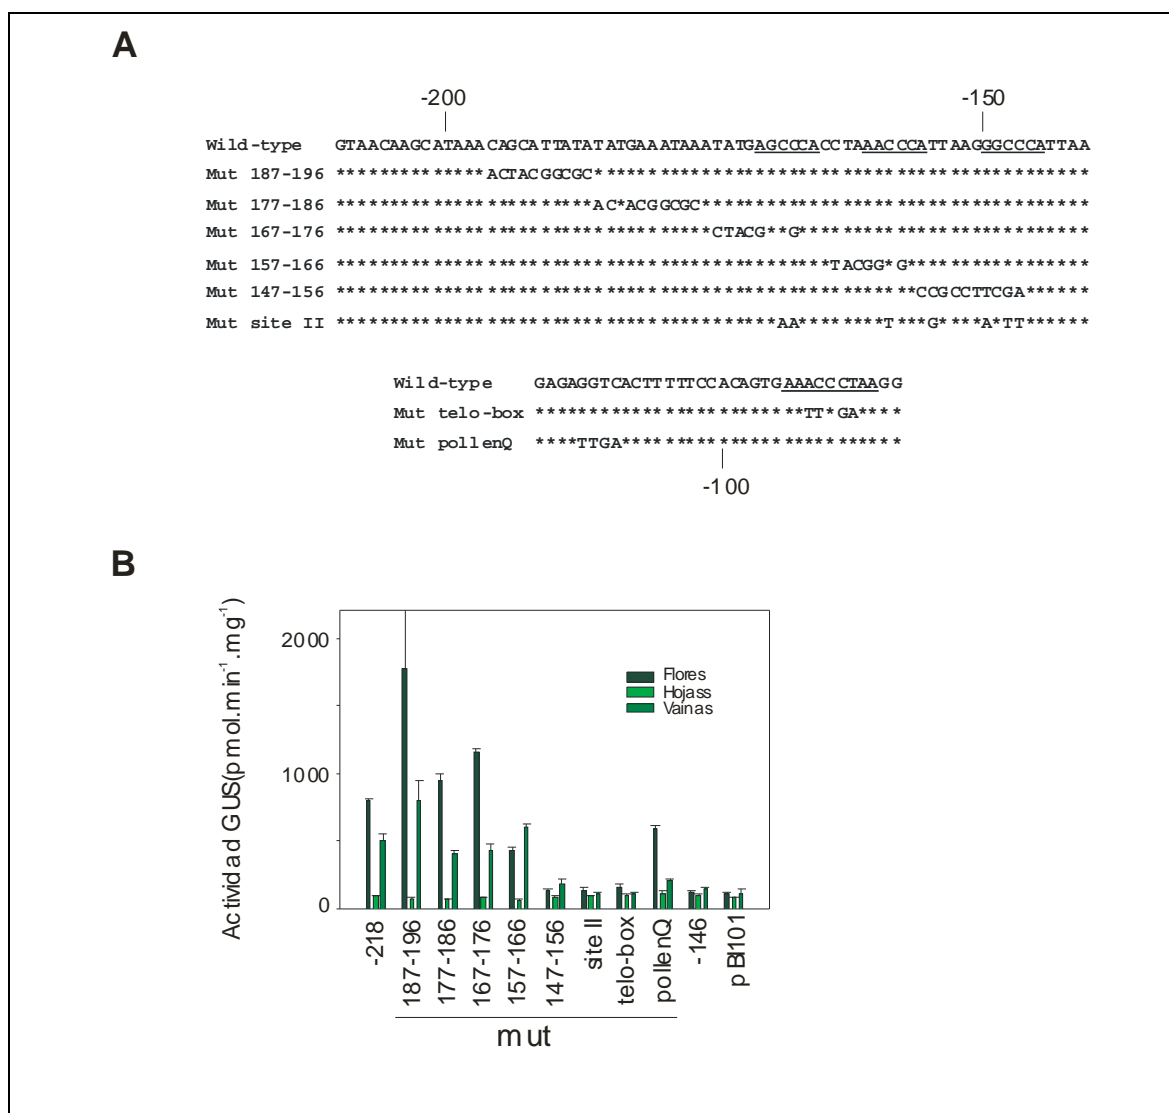 A
-200 -150
Wild-type GTAACAAGCATAAACAGCATTATATATGAAATAAATATGAGCCCACCTAAACCCATTAAGGGCCCATTAA
Mut 187-196 **************ACTACGGCGC**********************************************
Mut 177-186 ************************AC*ACGGCGC************************************
Mut 167-176 ***********************************CTACG**G***************************
Mut 157-166 **********************************************TACGG*G*****************
Mut 147-156 ******************************************************CCGCCTTCGA******
Mut site II *****************************************AA********T***G****A*TT******
Wild-type GAGAGGTCACTTTTTCCACAGTGAAACCCTAAGG
Mut telo-box *************************TT*GA****
Mut pollenQ ****TTGA**************************
-100
B
Actividad GUS(pmol.min⁻¹.mg⁻¹)
2000
1000
0
Flores
Hojass
Vainas
-218
187-196
177-186
167-176
157-166
147-156
site II
telo-box
pollenQ
-146
pBI101
mut